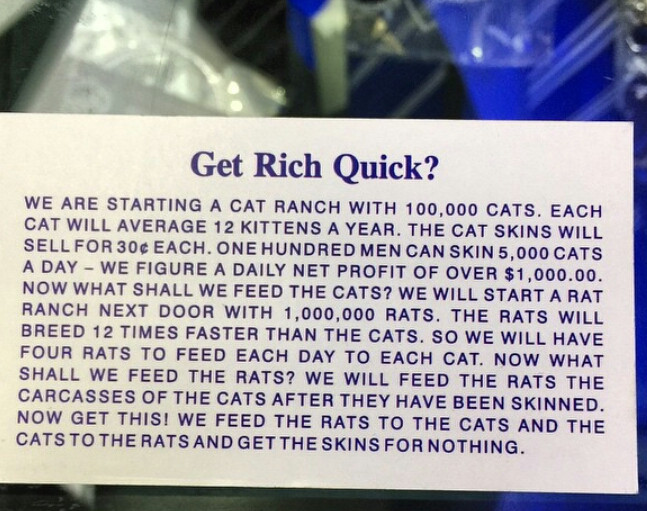 Get Rich Quick?
WE ARE STARTING A CAT RANCH WITH 100,000 CATS. EACH
CAT WILL AVERAGE 12 KITTENS A YEAR. THE CAT SKINS WILL
SELL FOR 30¢ EACH. ONE HUNDRED MEN CAN SKIN 5,000 CATS
A DAY – WE FIGURE A DAILY NET PROFIT OF OVER $1,000.00.
NOW WHAT SHALL WE FEED THE CATS? WE WILL START A RAT
RANCH NEXT DOOR WITH 1,000,000 RATS. THE RATS WILL
BREED 12 TIMES FASTER THAN THE CATS. SO WE WILL HAVE
FOUR RATS TO FEED EACH DAY TO EACH CAT. NOW WHAT
SHALL WE FEED THE RATS? WE WILL FEED THE RATS THE
CARCASSES OF THE CATS AFTER THEY HAVE BEEN SKINNED.
NOW GET THIS! WE FEED THE RATS TO THE CATS AND THE
CATS TO THE RATS AND GET THE SKINS FOR NOTHING.